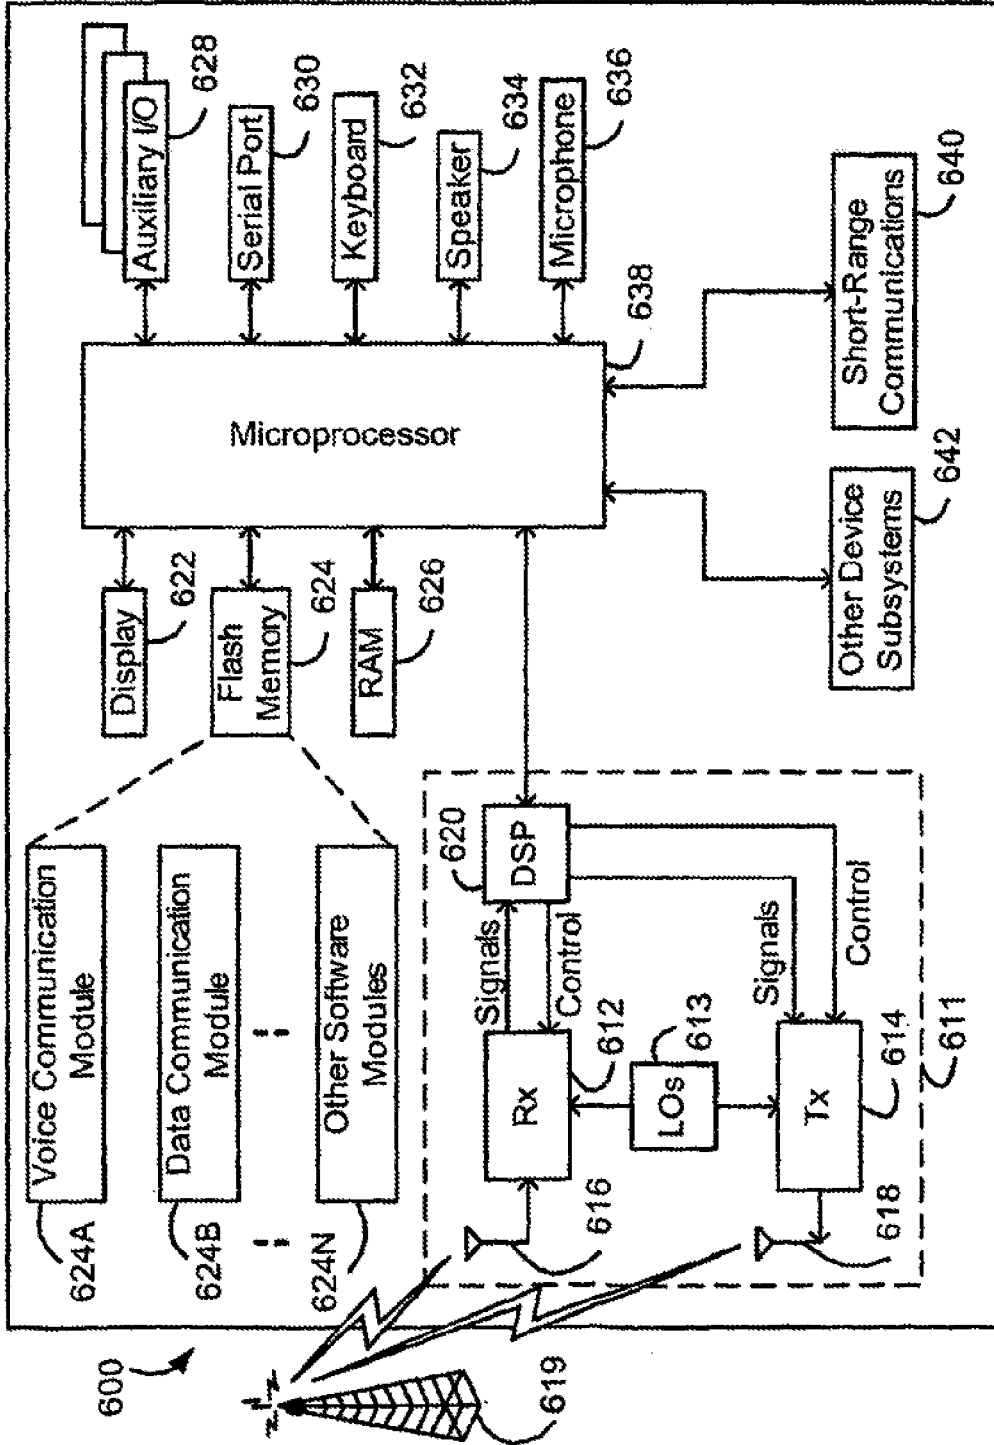 600
619
Voice Communication
Module
624A
Data Communication
Module
624B
Other Software
Modules
624N
Display
622
Flash
Memory
624
RAM
626
Microprocessor
638
Auxiliary I/O
628
Serial Port
630
Keyboard
632
Speaker
634
Microphone
636
Short-Range
Communications
640
Other Device
Subsystems
642
DSP
620
Signals
Control
Rx
612
616
LOs
613
Signals
Control
Tx
614
618
611